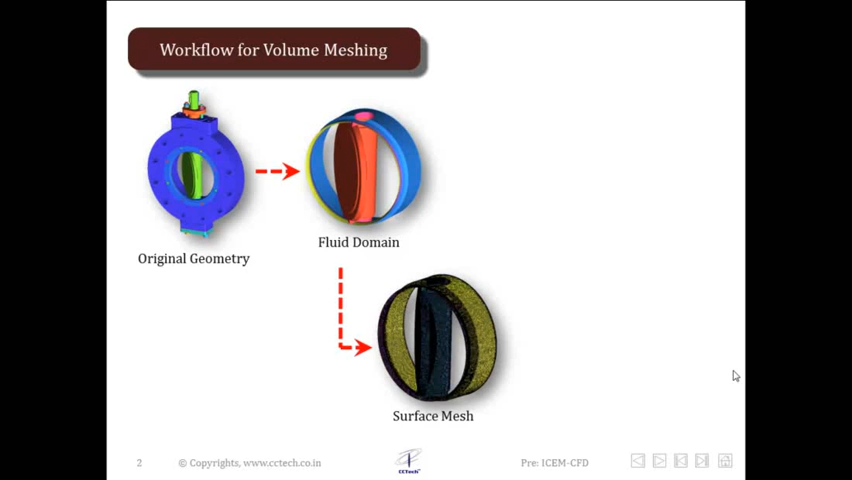 Workflow for Volume Meshing
Original Geometry
Fluid Domain
Surface Mesh
2
© Copyrights, www.cctech.co.in
CCTech
Pre: ICEM-CFD